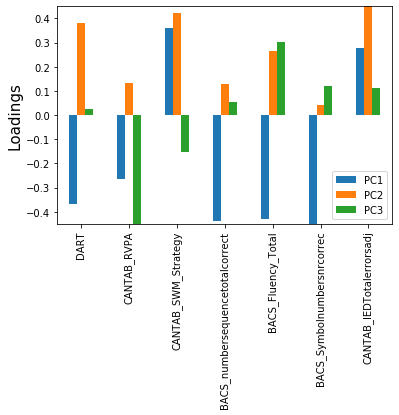 0.4
0.3
0.2
0.1
0.0
−0.1
−0.2
−0.3
−0.4
Loadings
PC1
PC2
PC3
DART
CANTAB_RVPA
CANTAB_SWM_Strategy
BACS_numbersequencetotalcorrect
BACS_Fluency_Total
BACS_Symbolnumbersnrcorrec
CANTAB_IEDTotalerrorsadj